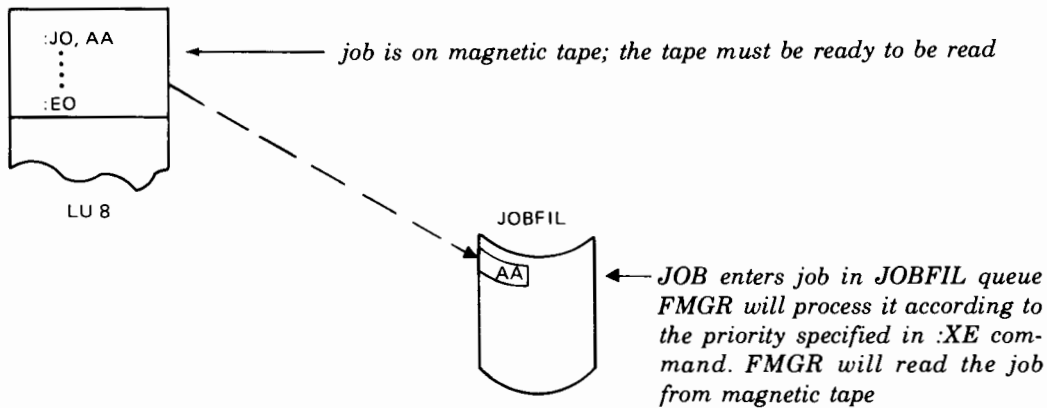 :JO, AA
job is on magnetic tape; the tape must be ready to be read
:EO
LU 8
JOBFIL
AA
JOB enters job in JOBFIL queue
FMGR will process it according to
the priority specified in :XE com-
mand. FMGR will read the job
from magnetic tape